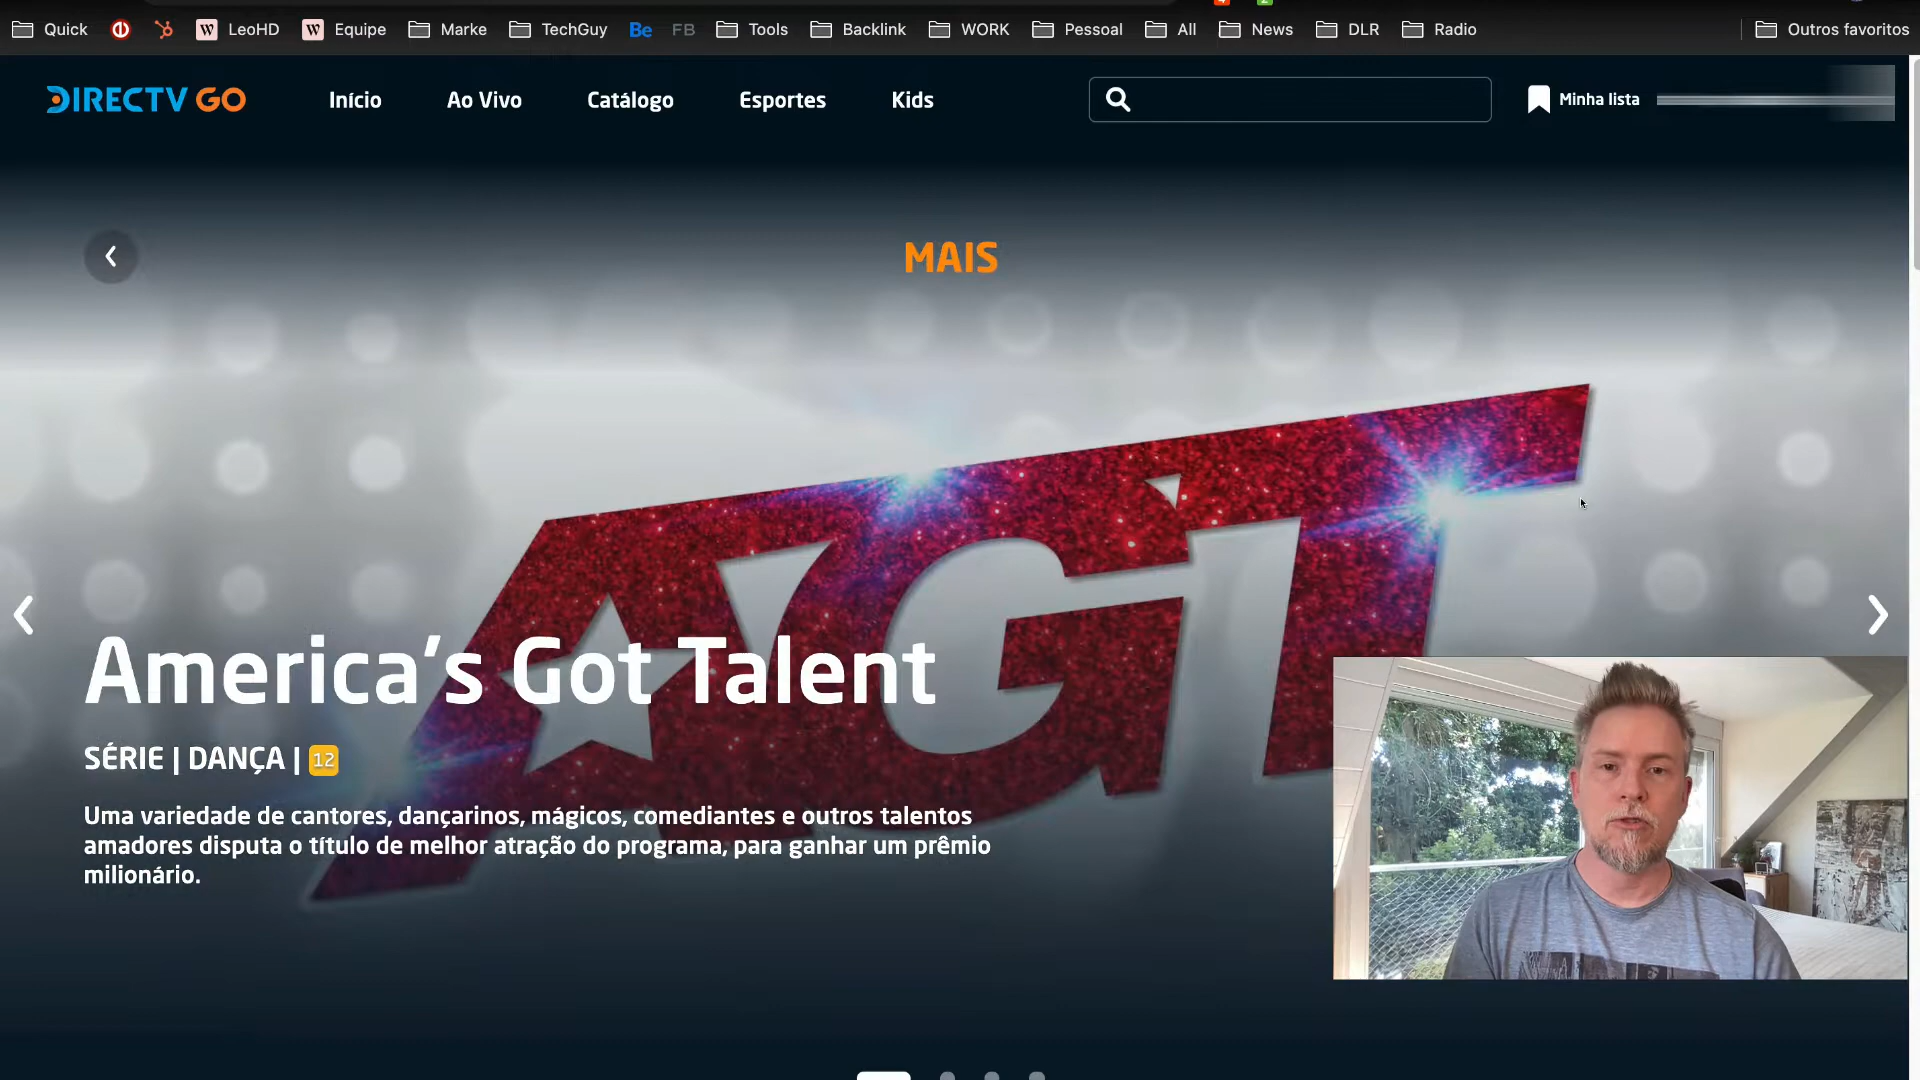 Quick
LeoHD
Equipe
Marke
TechGuy
Be
FB
Tools
Backlink
WORK
Pessoal
All
News
DLR
Radio
Outros favoritos
DIRECTV GO
Início
Ao Vivo
Catálogo
Esportes
Kids
Minha lista
MAIS
AGT
America's Got Talent
SÉRIE | DANÇA | 12
Uma variedade de cantores, dançarinos, mágicos, comediantes e outros talentos
amadores disputa o título de melhor atração do programa, para ganhar um prêmio
milionário.